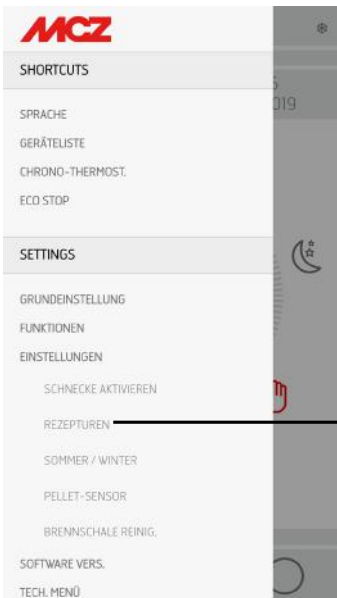 MCZ
SHORTCUTS
SPRACHE
GERÄTELISTE
CHRONO-THERMOST.
ECO STOP
SETTINGS
GRUNDEINSTELLUNG
FUNKTIONEN
EINSTELLUNGEN
SCHNECKE AKTIVIEREN
REZEPTUREN
SOMMER / WINTER
PELLET-SENSOR
BRENNSCHALE REINIG.
SOFTWARE VERS.
TECH. MENÜ
019